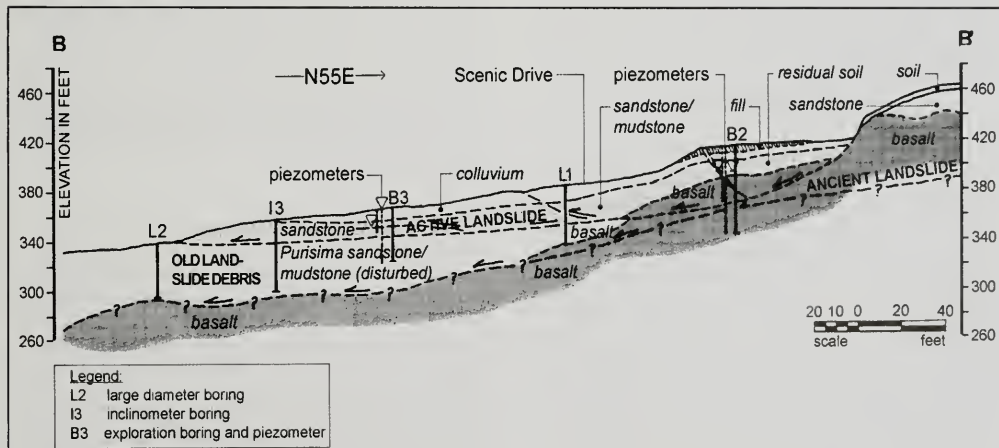 B
B'
N55E
Scenic Drive
piezometers
residual soil
soil
sandstone/
mudstone
fill
sandstone
B2
basalt
ELEVATION IN FEET
460
420
380
340
300
260
460
420
380
340
300
260
piezometers
colluvium
L1
basalt
ANCIENT LANDSLIDE
?
?
?
?
I3
B3
L2
sandstone
ACTIVE LANDSLIDE
basalt
OLD LAND-
SLIDE DEBRIS
Purisima sandstone/
mudstone (disturbed)
basalt
?
?
?
?
?
?
?
?
?
?
basalt
20 10 0 20 40
scale feet
Legend:
L2 large diameter boring
I3 inclinometer boring
B3 exploration boring and piezometer